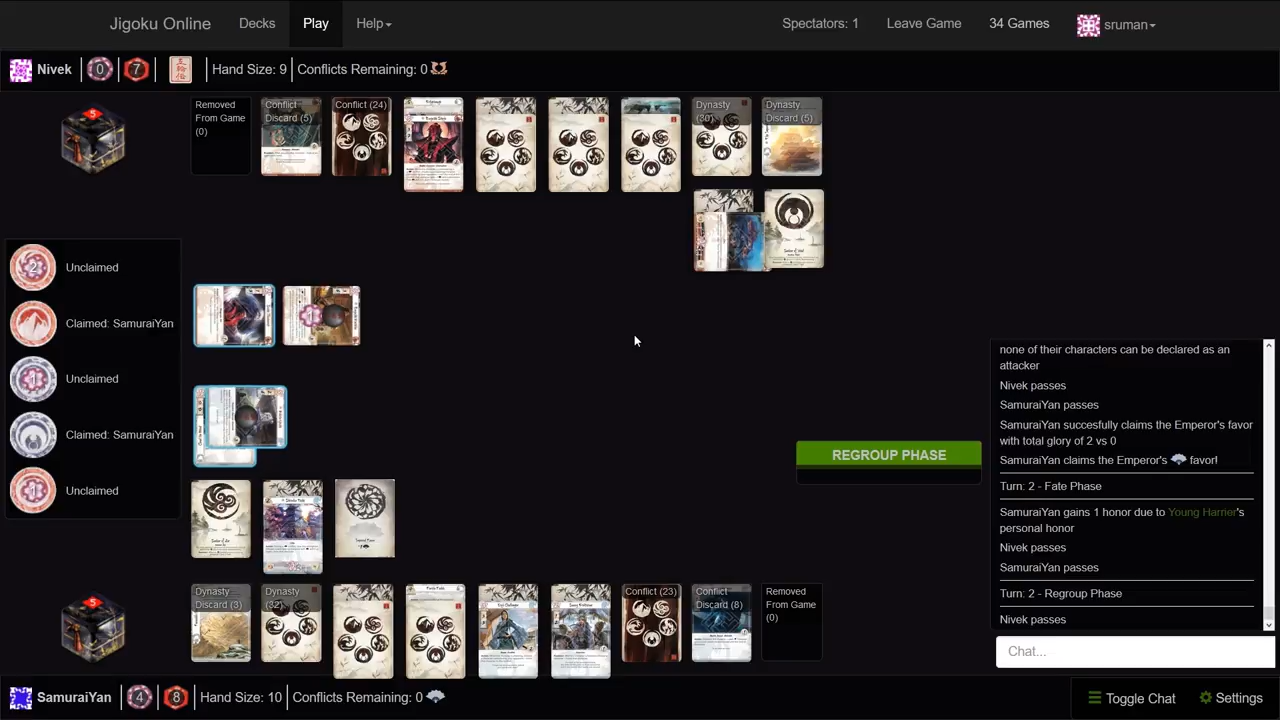 Jigoku Online
Decks
Play
Help
Spectators: 1
Leave Game
34 Games
sruman
Nivek
0
7
Hand Size: 9
Conflicts Remaining: 0
Removed
From Game
(0)
Conflict
Discard (5)
Conflict (24)
Dynasty
(30)
Dynasty
Discard (5)
2
Unclaimed
Claimed: SamuraiYan
1
Unclaimed
Claimed: SamuraiYan
1
Unclaimed
none of their characters can be declared as an
attacker
Nivek passes
SamuraiYan passes
SamuraiYan succesfully claims the Emperor's favor
with total glory of 2 vs 0
SamuraiYan claims the Emperor's favor!
Turn: 2 - Fate Phase
SamuraiYan gains 1 honor due to Young Harrier's
personal honor
Nivek passes
SamuraiYan passes
Turn: 2 - Regroup Phase
Nivek passes
REGROUP PHASE
Dynasty
Discard (3)
Dynasty
(32)
Conflict (23)
Conflict
Discard (8)
Removed
From Game
(0)
Chat...
SamuraiYan
4
8
Hand Size: 10
Conflicts Remaining: 0
Toggle Chat
Settings